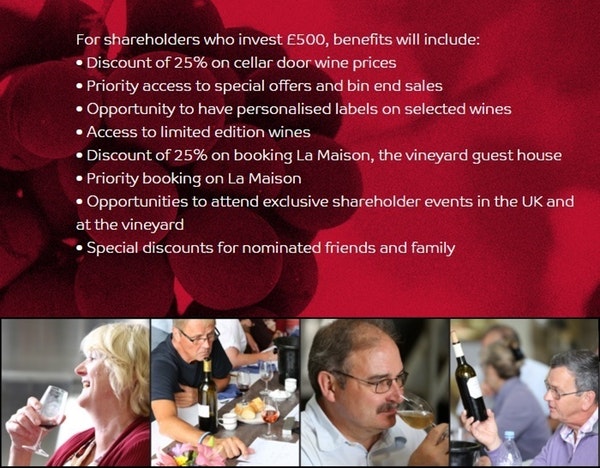 For shareholders who invest £500, benefits will include:
• Discount of 25% on cellar door wine prices
• Priority access to special offers and bin end sales
• Opportunity to have personalised labels on selected wines
• Access to limited edition wines
• Discount of 25% on booking La Maison, the vineyard guest house
• Priority booking on La Maison
• Opportunities to attend exclusive shareholder events in the UK and
at the vineyard
• Special discounts for nominated friends and family